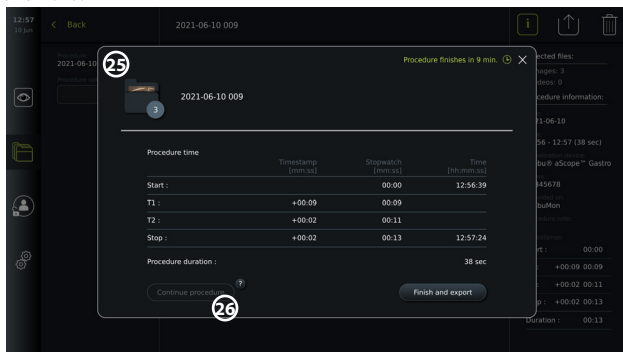 12:57
10 Jun
Back
2021-06-10 009
i
25
Procedure finishes in 9 min.
3
2021-06-10 009
Procedure time
Timestamp [mm:ss]
Stopwatch [mm:ss]
Time [hh:mm:ss]
Start : 00:00 12:56:39
T1 : +00:09 00:09
T2 : +00:02 00:11
Stop : +00:02 00:13 12:57:24
Procedure duration : 38 sec
Continue procedure
?
26
Finish and export
Procedure
2021-06-10
ected files:
ages: 3
deos: 0
cedure information:
1-06-10
56 - 12:57 (38 sec)
bu® aScope™ Gastro
345678
buMon
rt : 00:00
: +00:09 00:09
: +00:02 00:11
p : +00:02 00:13
Duration : 00:13